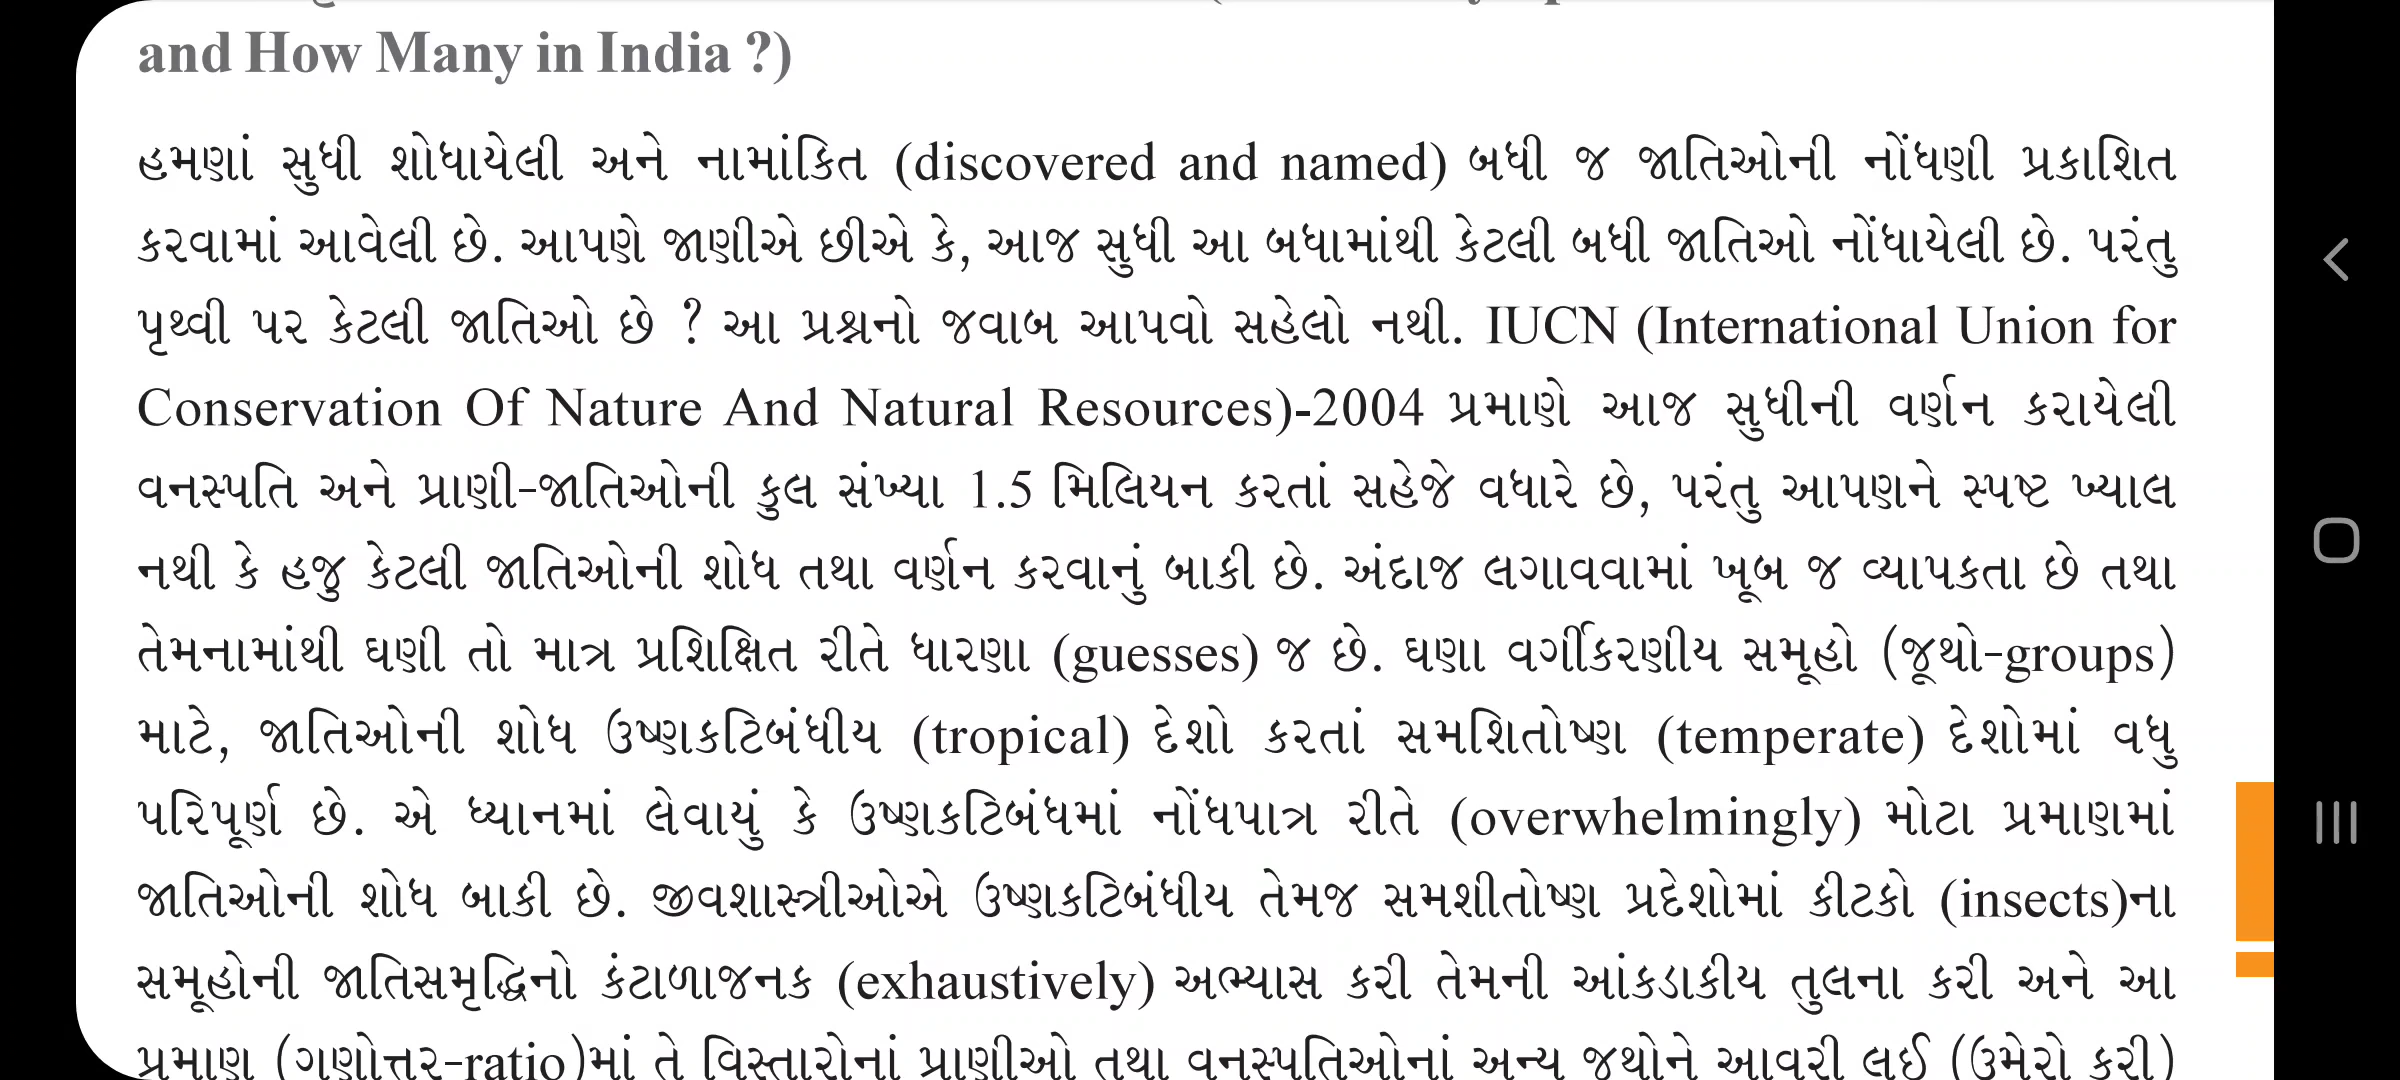 and How Many in India ?)
હમણાં સુધી શોધાયેલી અને નામાંકિત (discovered and named) બધી જ જાતિઓની નોંધણી પ્રકાશિત
કરવામાં આવેલી છે. આપણે જાણીએ છીએ કે, આજ સુધી આ બધામાંથી કેટલી બધી જાતિઓ નોંધાયેલી છે. પરંતુ
પૃથ્વી પર કેટલી જાતિઓ છે ? આ પ્રશ્નનો જવાબ આપવો સહેલો નથી. IUCN (International Union for
Conservation Of Nature And Natural Resources)-2004 પ્રમાણે આજ સુધીની વર્ણન કરાયેલી
વનસ્પતિ અને પ્રાણી-જાતિઓની કુલ સંખ્યા 1.5 મિલિયન કરતાં સહેજે વધારે છે, પરંતુ આપણને સ્પષ્ટ ખ્યાલ
નથી કે હજુ કેટલી જાતિઓની શોધ તથા વર્ણન કરવાનું બાકી છે. અંદાજ લગાવવામાં ખૂબ જ વ્યાપકતા છે તથા
તેમનામાંથી ઘણી તો માત્ર પ્રશિક્ષિત રીતે ધારણા (guesses) જ છે. ઘણા વર્ગીકરણીય સમૂહો (જૂથો-groups)
માટે, જાતિઓની શોધ ઉષ્ણકટિબંધીય (tropical) દેશો કરતાં સમશિતોષ્ણ (temperate) દેશોમાં વધુ
પરિપૂર્ણ છે. એ ધ્યાનમાં લેવાયું કે ઉષ્ણકટિબંધમાં નોંધપાત્ર રીતે (overwhelmingly) મોટા પ્રમાણમાં
જાતિઓની શોધ બાકી છે. જીવશાસ્ત્રીઓએ ઉષ્ણકટિબંધીય તેમજ સમશીતોષ્ણ પ્રદેશોમાં કીટકો (insects)ના
સમૂહોની જાતિસમૃદ્ધિનો કંટાળાજનક (exhaustively) અભ્યાસ કરી તેમની આંકડાકીય તુલના કરી અને આ
પ્રમાણ (ગણોત્તર-ratio)માં તે વિસ્તારોનાં પ્રાણીઓ તથા વનસ્પતિઓનાં અન્ય જથોને આવરી લઈ (ઉમેરો કરી)